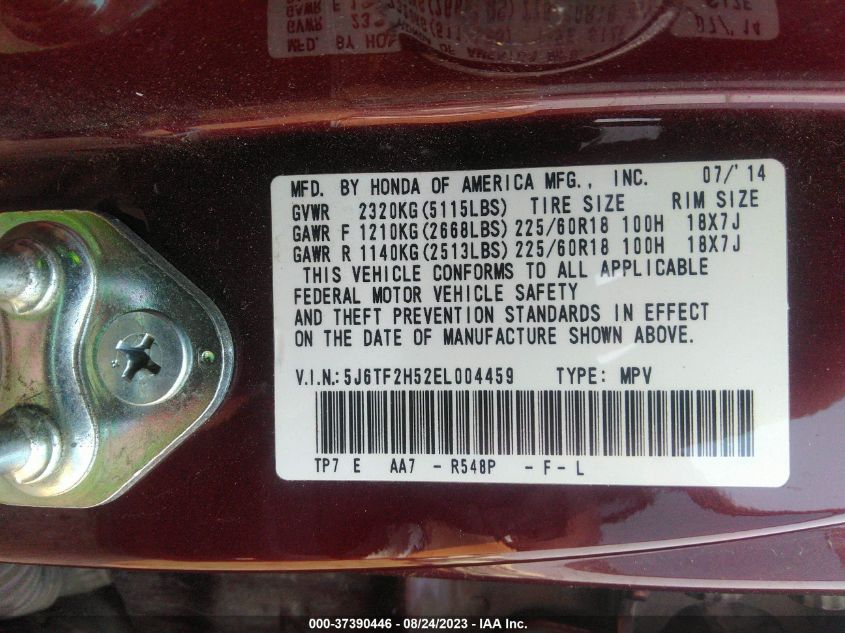 MFD. BY HONDA OF AMERICA MFG., INC. 07/'14
GVWR 2320KG(5115LBS) TIRE SIZE RIM SIZE
GAWR F 1210KG(2668LBS) 225/60R18 100H 18X7J
GAWR R 1140KG(2513LBS) 225/60R18 100H 18X7J
THIS VEHICLE CONFORMS TO ALL APPLICABLE
FEDERAL MOTOR VEHICLE SAFETY
AND THEFT PREVENTION STANDARDS IN EFFECT
ON THE DATE OF MANUFACTURE SHOWN ABOVE.
V.I.N.: 5J6TF2H52EL004459 TYPE: MPV
TP7 E AA7 - R548P - F - L
000-37390446 - 08/24/2023 - IAA Inc.